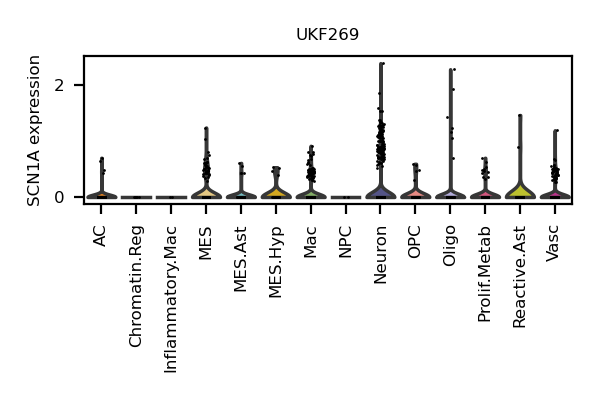 UKF269
SCN1A expression
2
0
AC
Chromatin.Reg
Inflammatory.Mac
MES
MES.Ast
MES.Hyp
Mac
NPC
Neuron
OPC
Oligo
Prolif.Metab
Reactive.Ast
Vasc